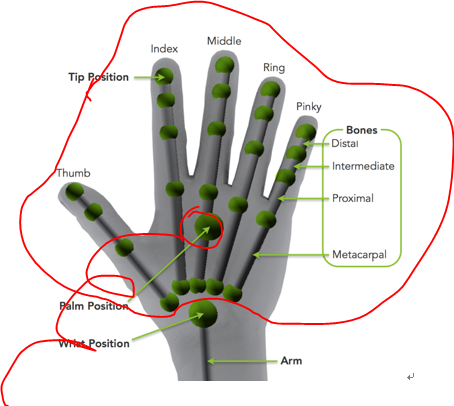 Middle
Index
Ring
Tip Position
Pinky
Bones
Distal
Intermediate
Thumb
Proximal
Metacarpal
Palm Position
Wrist Position
Arm